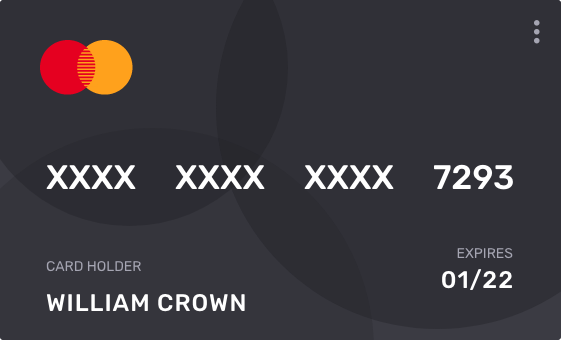 XXXX XXXX XXXX 7293
CARD HOLDER
WILLIAM CROWN
EXPIRES
01/22